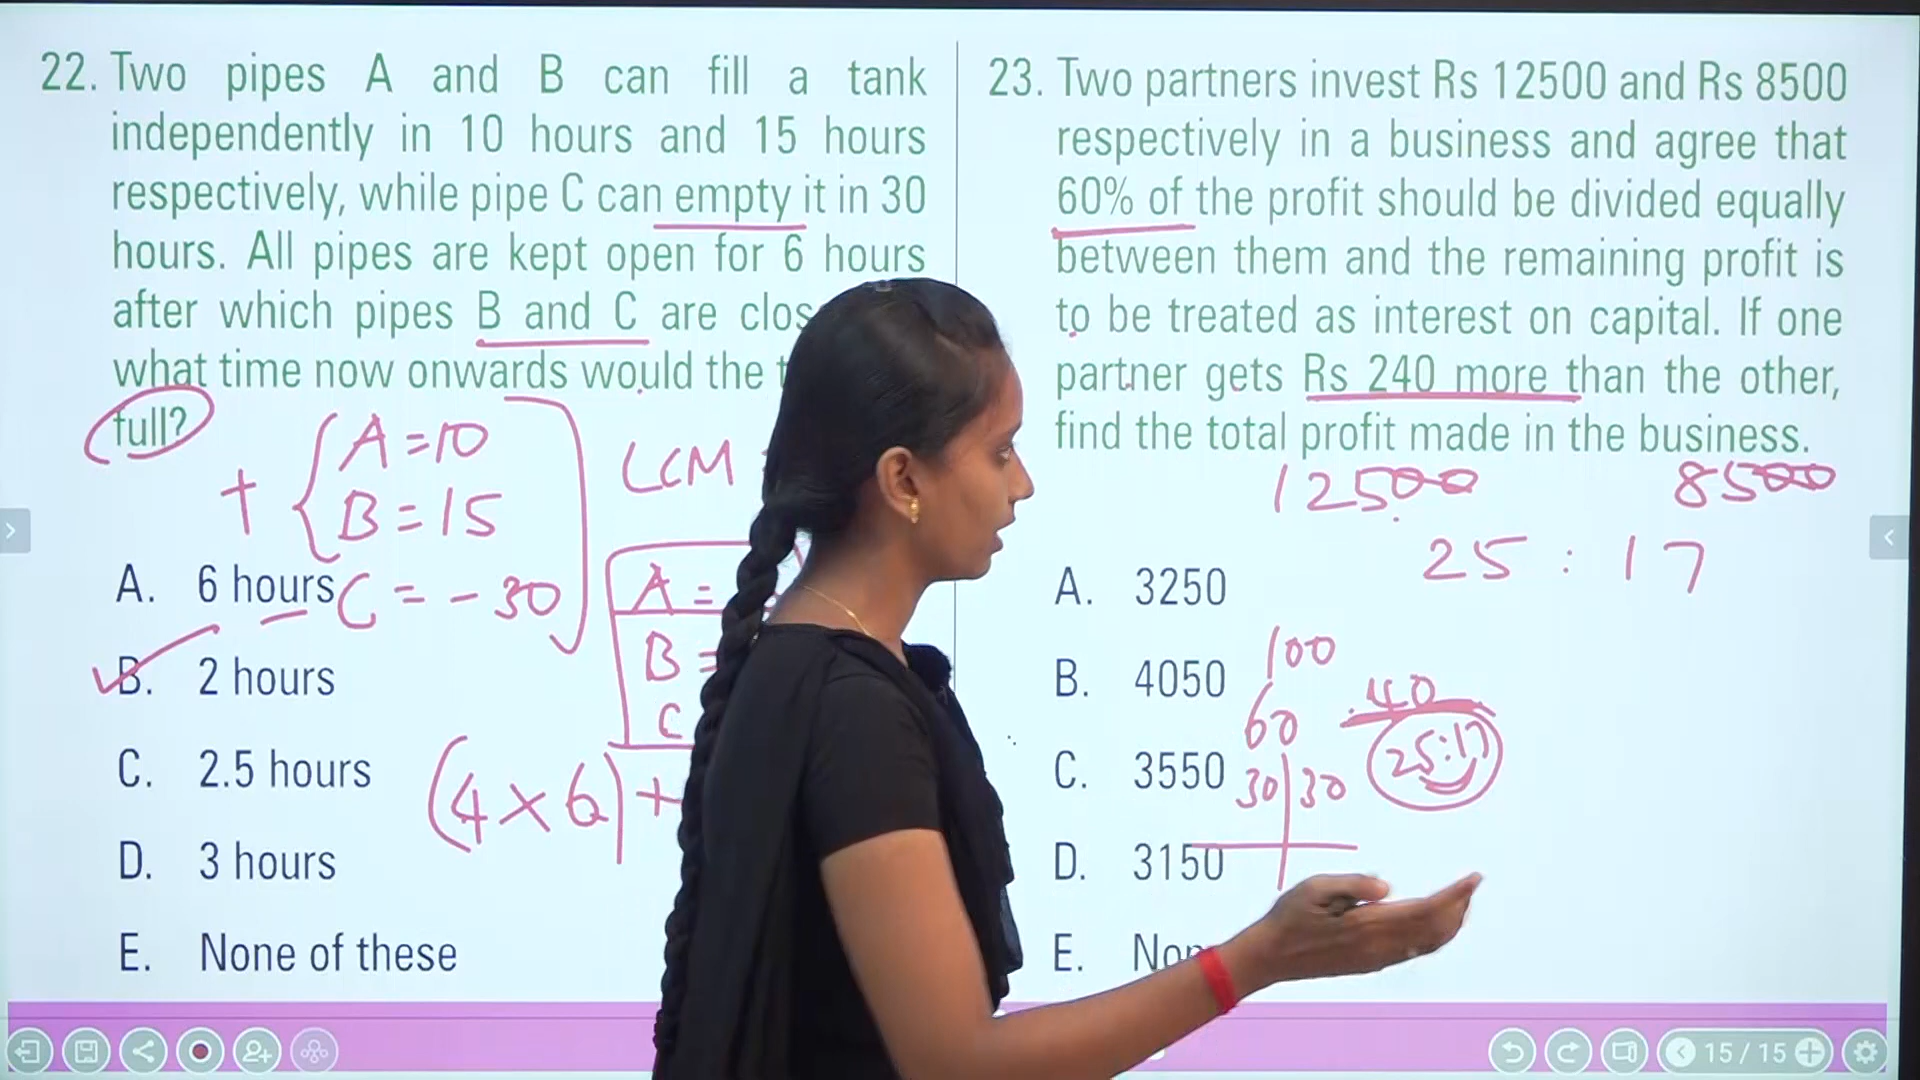 22. Two pipes A and B can fill a tank
independently in 10 hours and 15 hours
respectively, while pipe C can empty it in 30
hours. All pipes are kept open for 6 hours
after which pipes B and C are clos
what time now onwards would the t
full?
+ { A = 10
B = 15
C = - 30
LCM
A =
B =
C
(4 × 6) +
A. 6 hours
B. 2 hours
C. 2.5 hours
D. 3 hours
E. None of these
23. Two partners invest Rs 12500 and Rs 8500
respectively in a business and agree that
60% of the profit should be divided equally
between them and the remaining profit is
to be treated as interest on capital. If one
partner gets Rs 240 more than the other,
find the total profit made in the business.
12500 8500
25 : 17
A. 3250
B. 4050
C. 3550
D. 3150
E. Non
100
60 40
30 30 25:17
15 / 15